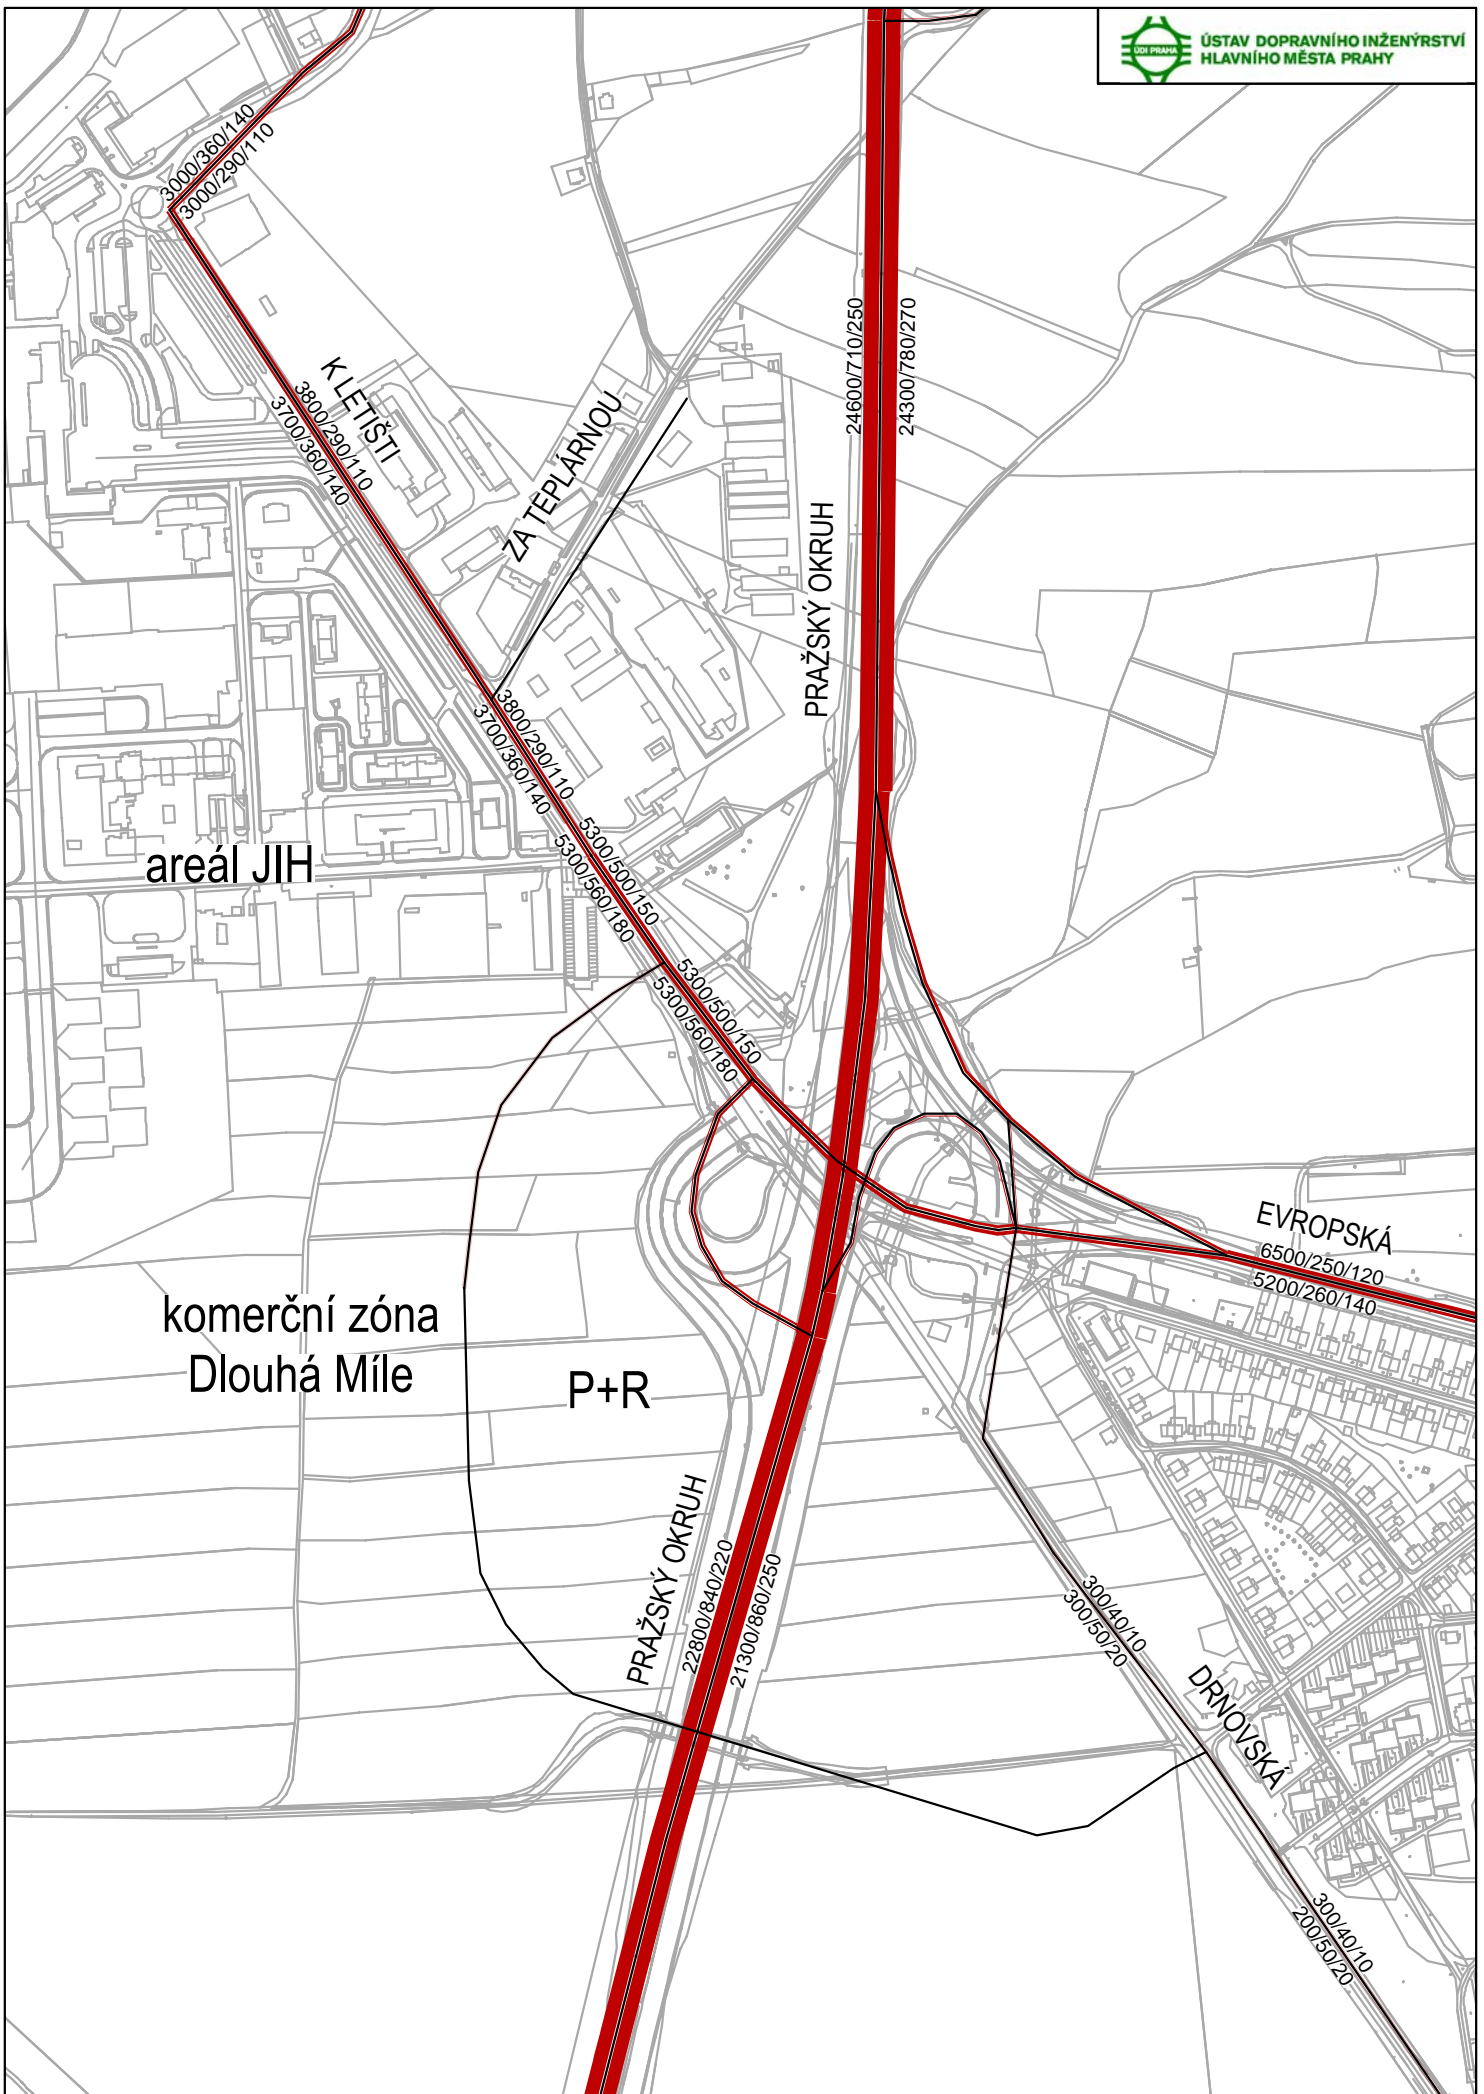 ÚDI PRAHA
ÚSTAV DOPRAVNÍHO INŽENÝRSTVÍ
HLAVNÍHO MĚSTA PRAHY
3000/360/140
3000/290/110
24600/710/250
24300/780/270
K LETIŠTI
3800/290/110
3700/360/140
ZA TEPLÁRNOU
PRAŽSKÝ OKRUH
3800/290/110
3700/360/140
5300/500/150
5300/560/180
areál JIH
5300/500/150
5300/560/180
EVROPSKÁ
6500/250/120
5200/260/140
komerční zóna
Dlouhá Míle
P+R
PRAŽSKÝ OKRUH
22800/840/220
21300/860/250
300/40/10
300/50/20
DRNOVSKÁ
300/40/10
200/50/20